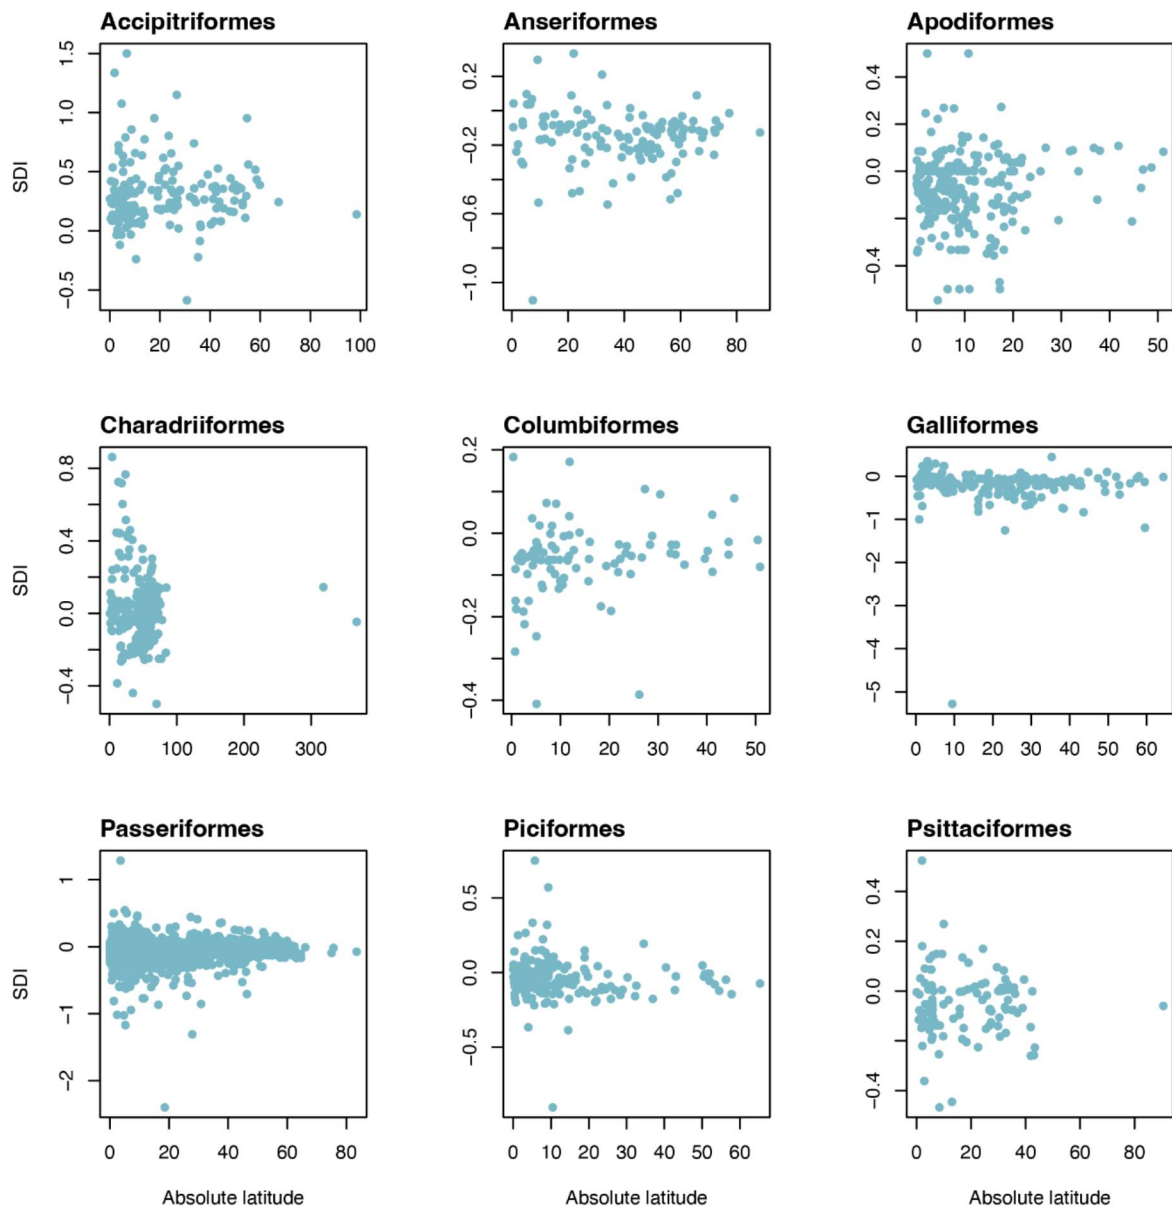 Accipitriformes Anseriformes Apodiformes
SDI
1.5
1.0
0.5
0.0
−0.5
0 20 40 60 80 100
0.2
−0.2
−0.6
−1.0
0 20 40 60 80
0.4
0.2
0.0
−0.4
0 10 20 30 40 50
Charadriiformes Columbiformes Galliformes
SDI
0.8
0.4
0.0
−0.4
0 100 200 300
0.2
0.0
−0.2
−0.4
0 10 20 30 40 50
0
−1
−2
−3
−4
−5
0 10 20 30 40 50 60
Passeriformes Piciformes Psittaciformes
SDI
1
0
−1
−2
0 20 40 60 80
0.5
0.0
−0.5
0 10 20 30 40 50 60
0.4
0.2
0.0
−0.4
0 20 40 60 80
Absolute latitude Absolute latitude Absolute latitude